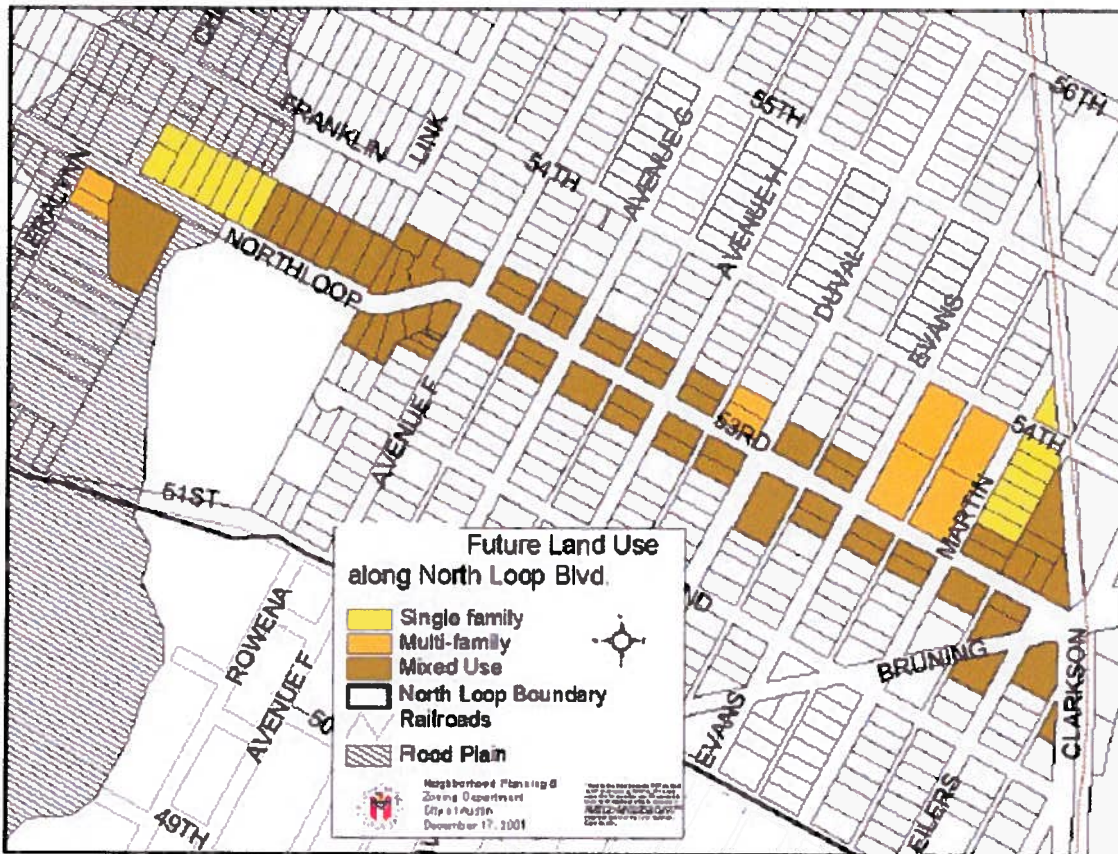 56TH
55TH
FRANKLIN
LINK
54TH
AVENUE G
AVENUE H
DUVAL
EVANS
NORTHLOOP
53RD
54TH
MARTIN
AVENUE F
51ST
BRUNING
CLARKSON
EVANS
EILERS
ROWENA
AVENUE F
50
49TH
ND
Future Land Use
along North Loop Blvd.
Single family
Multi-family
Mixed Use
North Loop Boundary
Railroads
Flood Plain
Neighborhood Planning &
Zoning Department
City of Austin
December 17, 2001